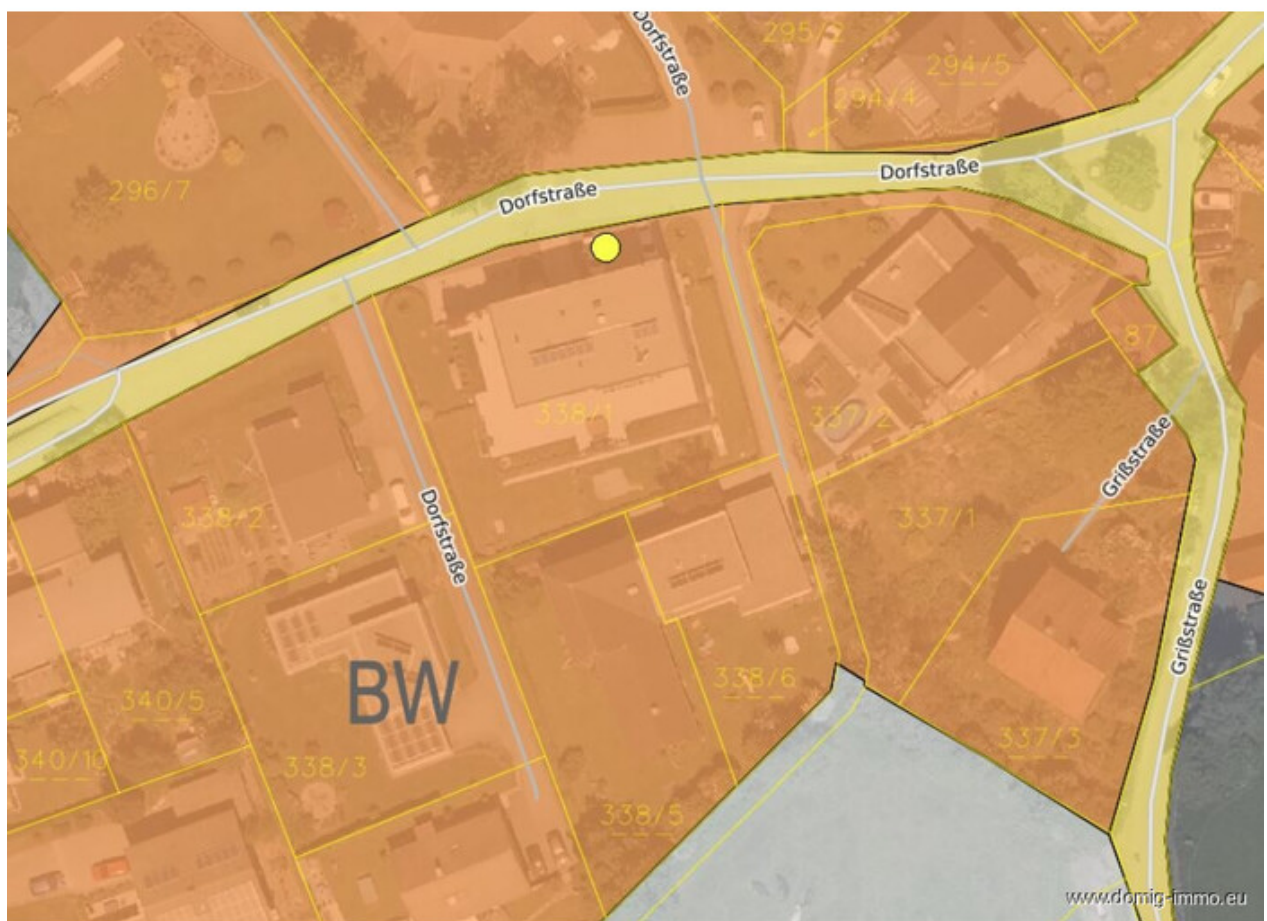 Dorfstraße
295/2
294/5
294/4
296/7
Dorfstraße
Dorfstraße
87
338/1
337/2
Grißstraße
338/2
Dorfstraße
337/1
Grißstraße
BW
340/5
338/6
340/10
338/3
337/3
338/5
www.domig-immo.eu